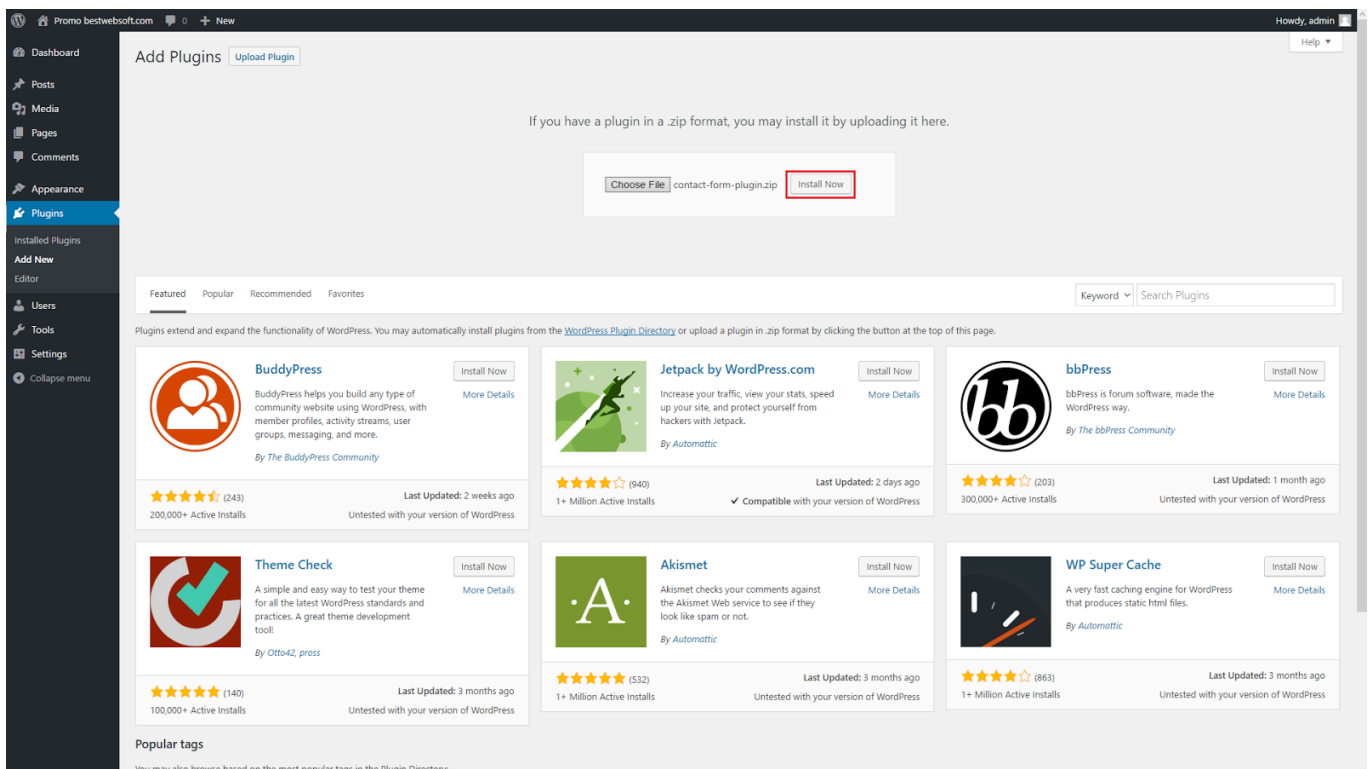 Promo bestwebsoft.com 0 + New
Howdy, admin
Help ▼
Dashboard
Posts
Media
Pages
Comments
Appearance
Plugins
Installed Plugins
Add New
Editor
Users
Tools
Settings
Collapse menu
Add Plugins Upload Plugin
If you have a plugin in a .zip format, you may install it by uploading it here.
Choose File contact-form-plugin.zip Install Now
Featured Popular Recommended Favorites
Keyword Search Plugins
Plugins extend and expand the functionality of WordPress. You may automatically install plugins from the WordPress Plugin Directory or upload a plugin in .zip format by clicking the button at the top of this page.
BuddyPress
Install Now
More Details
BuddyPress helps you build any type of
community website using WordPress, with
member profiles, activity streams, user
groups, messaging, and more.
By The BuddyPress Community
(243)
200,000+ Active Installs
Last Updated: 2 weeks ago
Untested with your version of WordPress
Jetpack by WordPress.com
Install Now
More Details
Increase your traffic, view your stats, speed
up your site, and protect yourself from
hackers with Jetpack.
By Automattic
(940)
1+ Million Active Installs
Last Updated: 2 days ago
✔ Compatible with your version of WordPress
bb
bbPress
Install Now
More Details
bbPress is forum software, made the
WordPress way.
By The bbPress Community
(203)
300,000+ Active Installs
Last Updated: 1 month ago
Untested with your version of WordPress
Theme Check
Install Now
More Details
A simple and easy way to test your theme
for all the latest WordPress standards and
practices. A great theme development
tool!
By Otto42, pross
(140)
100,000+ Active Installs
Last Updated: 3 months ago
Untested with your version of WordPress
·A·
Akismet
Install Now
More Details
Akismet checks your comments against
the Akismet Web service to see if they
look like spam or not.
By Automattic
(532)
1+ Million Active Installs
Last Updated: 3 months ago
Untested with your version of WordPress
WP Super Cache
Install Now
More Details
A very fast caching engine for WordPress
that produces static html files.
By Automattic
(863)
1+ Million Active Installs
Last Updated: 3 months ago
Untested with your version of WordPress
Popular tags
You may also browse based on the most popular tags in the Plugin Directory: